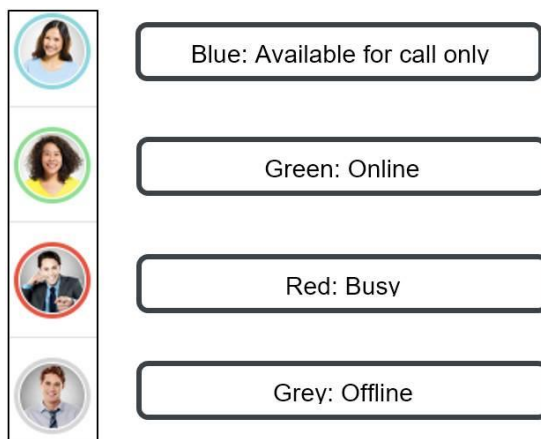 Blue: Available for call only
Green: Online
Red: Busy
Grey: Offline